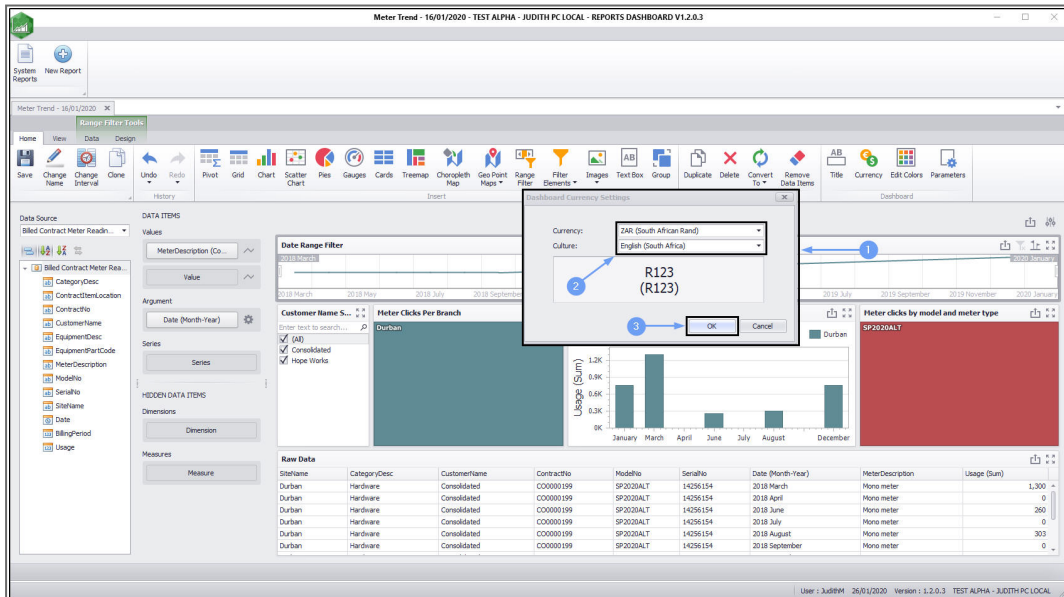 Meter Trend - 16/01/2020 - TEST ALPHA - JUDITH PC LOCAL - REPORTS DASHBOARD V1.2.0.3
System Reports
New Report
Meter Trend - 16/01/2020
Range Filter Tools
Home View Data Design
Save Change Name Change Interval Clone Undo Redo Pivot Grid Chart Scatter Chart Pies Gauges Cards Treemap Choropleth Map Geo Point Maps Range Filter Filter Elements Images Text Box Group Duplicate Delete Convert To Remove Data Items Title Currency Edit Colors Parameters
History Insert Dashboard
Data Source
Billed Contract Meter Readin...
Billed Contract Meter Rea...
CategoryDesc
ContractItemLocation
ContractNo
CustomerName
EquipmentDesc
EquipmentPartCode
MeterDescription
ModelNo
SerialNo
SiteName
Date
BillingPeriod
Usage
DATA ITEMS
Values
MeterDescription (Co...
Value
Argument
Date (Month-Year)
Series
Series
HIDDEN DATA ITEMS
Dimensions
Dimension
Measures
Measure
Dashboard Currency Settings
Currency: ZAR (South African Rand)
Culture: English (South Africa)
R123
(R123)
OK Cancel
1
2
3
Date Range Filter
2018 March 2020 January
2018 March 2018 May 2018 July 2018 September 2019 July 2019 September 2019 November 2020 January
Customer Name S...
Enter text to search...
(All)
Consolidated
Hope Works
Meter Clicks Per Branch
Durban
Durban
Usage (Sum)
1.2K
0.9K
0.6K
0.3K
0K
January March April June July August December
Meter clicks by model and meter type
SP2020ALT
Raw Data
SiteName CategoryDesc CustomerName ContractNo ModelNo SerialNo Date (Month-Year) MeterDescription Usage (Sum)
Durban Hardware Consolidated CO0000199 SP2020ALT 14256154 2018 March Mono meter 1,300
Durban Hardware Consolidated CO0000199 SP2020ALT 14256154 2018 April Mono meter 0
Durban Hardware Consolidated CO0000199 SP2020ALT 14256154 2018 June Mono meter 260
Durban Hardware Consolidated CO0000199 SP2020ALT 14256154 2018 July Mono meter 0
Durban Hardware Consolidated CO0000199 SP2020ALT 14256154 2018 August Mono meter 303
Durban Hardware Consolidated CO0000199 SP2020ALT 14256154 2018 September Mono meter 0
User : JudithM 26/01/2020 Version : 1.2.0.3 TEST ALPHA - JUDITH PC LOCAL